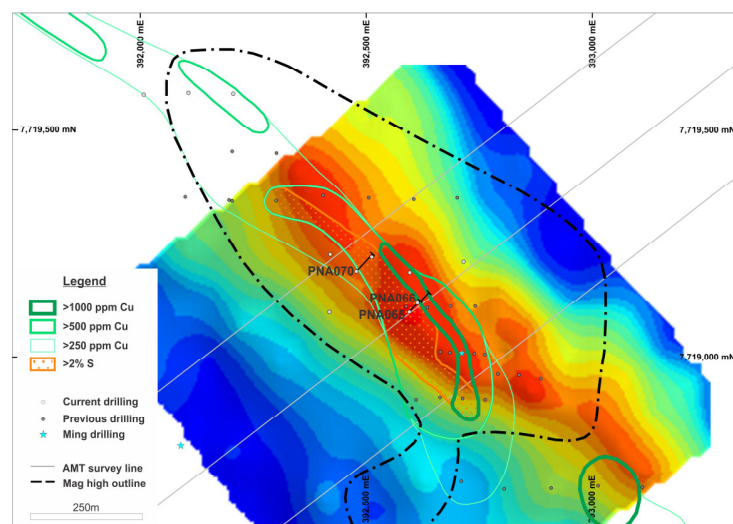 392,000 mE
392,500 mE
393,000 mE
7,719,500 mN
7,719,500 mN
PNA070
PNA066
PNA065
7,719,000 mN
Legend
>1000 ppm Cu
>500 ppm Cu
>250 ppm Cu
>2% S
Current drilling
Previous drilling
Ming drilling
AMT survey line
Mag high outline
250m
392,500 mE
393,000 mE